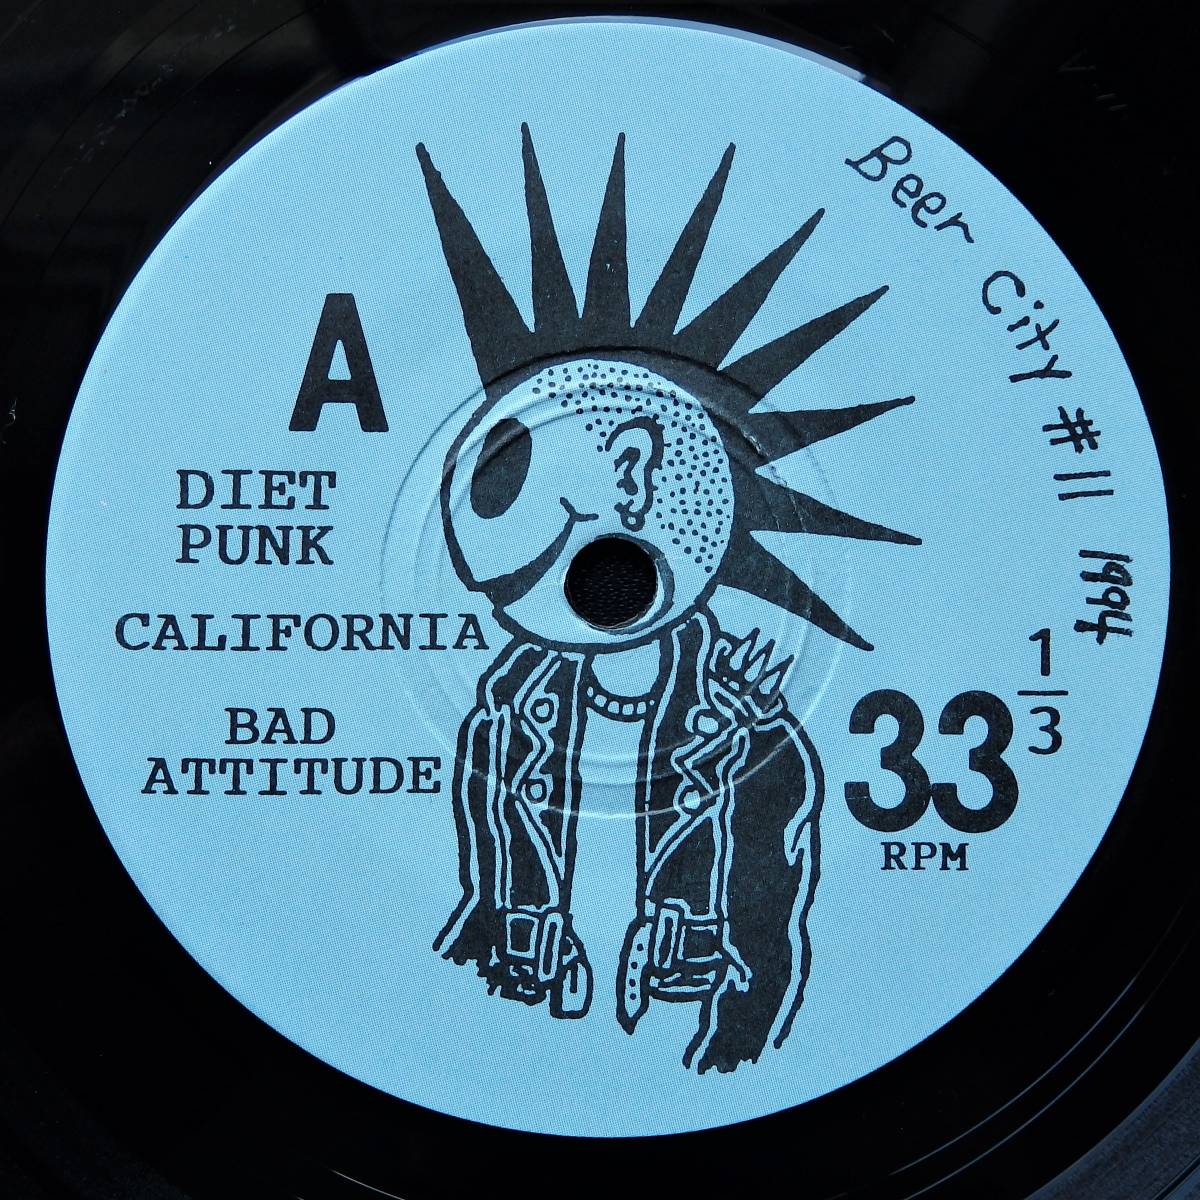 A
DIET
PUNK
CALIFORNIA
BAD
ATTITUDE
Beer City #11 1994
33 1/3
RPM